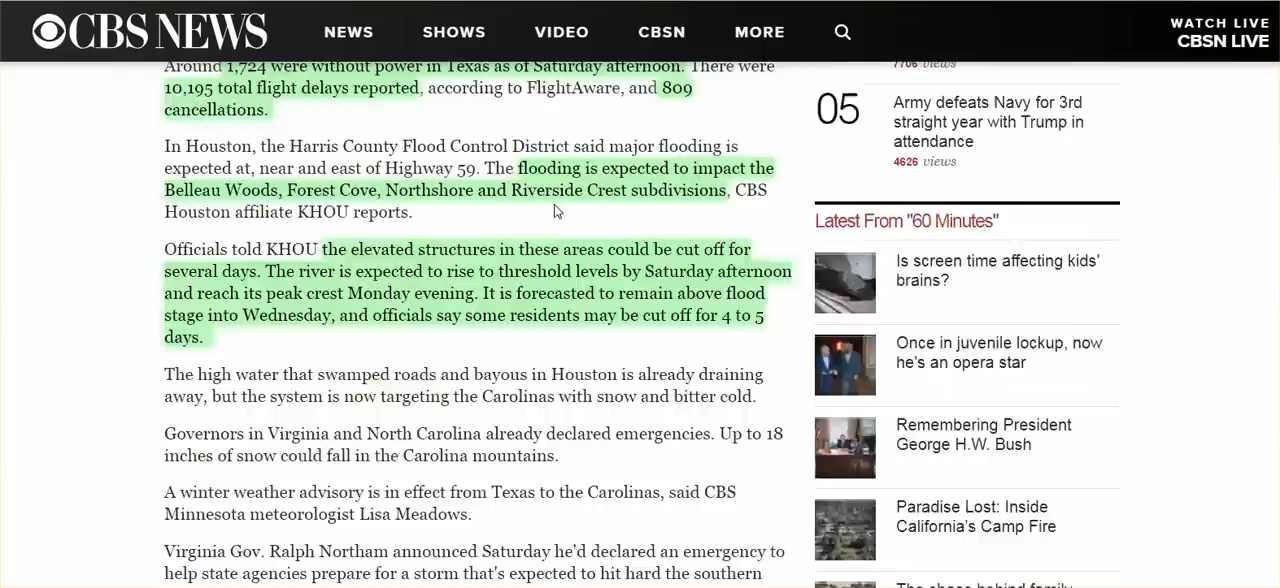 CBS NEWS
NEWS
SHOWS
VIDEO
CBSN
MORE
WATCH LIVE
CBSN LIVE
Around 1,724 were without power in Texas as of Saturday afternoon. There were
10,195 total flight delays reported, according to FlightAware, and 809
cancellations.
In Houston, the Harris County Flood Control District said major flooding is
expected at, near and east of Highway 59. The flooding is expected to impact the
Belleau Woods, Forest Cove, Northshore and Riverside Crest subdivisions, CBS
Houston affiliate KHOU reports.
Officials told KHOU the elevated structures in these areas could be cut off for
several days. The river is expected to rise to threshold levels by Saturday afternoon
and reach its peak crest Monday evening. It is forecasted to remain above flood
stage into Wednesday, and officials say some residents may be cut off for 4 to 5
days.
The high water that swamped roads and bayous in Houston is already draining
away, but the system is now targeting the Carolinas with snow and bitter cold.
Governors in Virginia and North Carolina already declared emergencies. Up to 18
inches of snow could fall in the Carolina mountains.
A winter weather advisory is in effect from Texas to the Carolinas, said CBS
Minnesota meteorologist Lisa Meadows.
Virginia Gov. Ralph Northam announced Saturday he'd declared an emergency to
help state agencies prepare for a storm that's expected to hit hard the southern
7706 views
05
Army defeats Navy for 3rd
straight year with Trump in
attendance
4626 views
Latest From "60 Minutes"
Is screen time affecting kids'
brains?
Once in juvenile lockup, now
he's an opera star
Remembering President
George H.W. Bush
Paradise Lost: Inside
California's Camp Fire